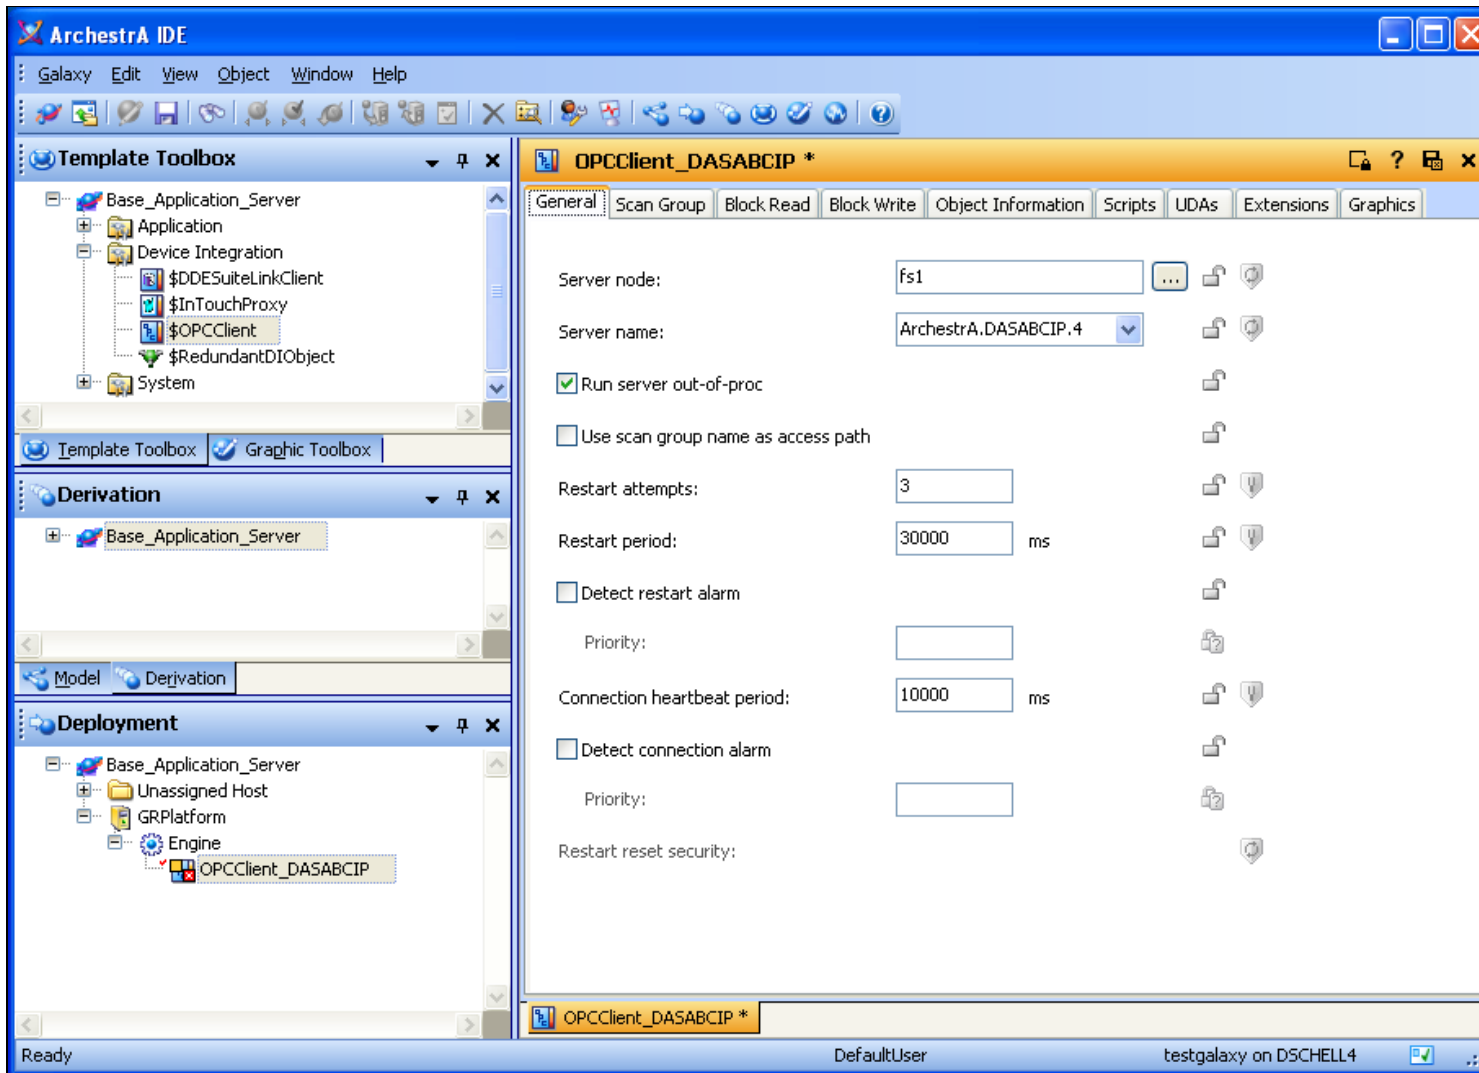 ArchestrA IDE
Galaxy Edit View Object Window Help
Template Toolbox
Base_Application_Server
Application
Device Integration
$DDESuiteLinkClient
$InTouchProxy
$OPCClient
$RedundantDIObject
System
Template Toolbox Graphic Toolbox
Derivation
Base_Application_Server
Model Derivation
Deployment
Base_Application_Server
Unassigned Host
GRPlatform
Engine
OPCClient_DASABCIP
OPCClient_DASABCIP *
General Scan Group Block Read Block Write Object Information Scripts UDAs Extensions Graphics
Server node: fs1 ...
Server name: ArchestrA.DASABCIP.4
Run server out-of-proc
Use scan group name as access path
Restart attempts: 3
Restart period: 30000 ms
Detect restart alarm
Priority:
Connection heartbeat period: 10000 ms
Detect connection alarm
Priority:
Restart reset security:
OPCClient_DASABCIP *
Ready DefaultUser testgalaxy on DSCHELL4